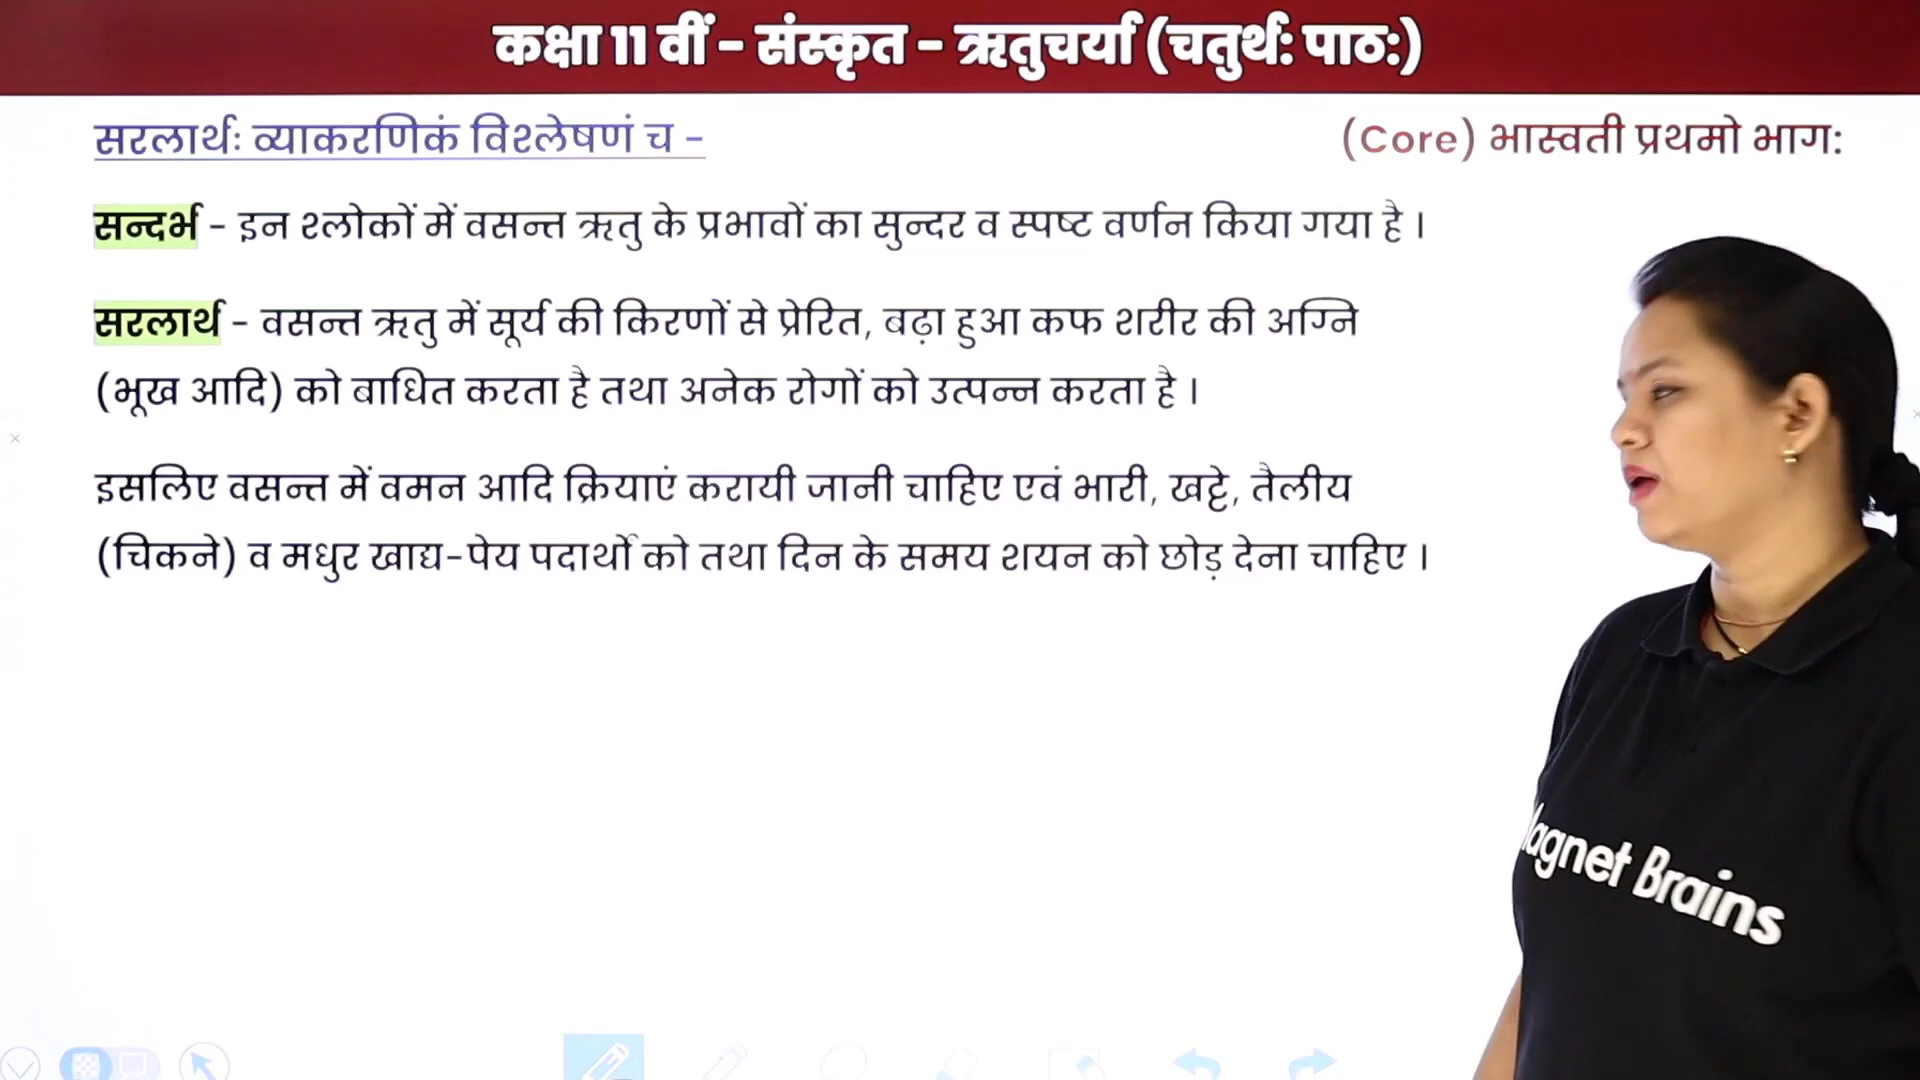 कक्षा 11 वीं - संस्कृत - ऋतुचर्या (चतुर्थ: पाठ:)
सरलार्थः व्याकरणिकं विश्लेषणं च -
(Core) भास्वती प्रथमो भाग:
सन्दर्भ - इन श्लोकों में वसन्त ऋतु के प्रभावों का सुन्दर व स्पष्ट वर्णन किया गया है ।
सरलार्थ - वसन्त ऋतु में सूर्य की किरणों से प्रेरित, बढ़ा हुआ कफ शरीर की अग्नि
(भूख आदि) को बाधित करता है तथा अनेक रोगों को उत्पन्न करता है ।
इसलिए वसन्त में वमन आदि क्रियाएं करायी जानी चाहिए एवं भारी, खट्टे, तैलीय
(चिकने) व मधुर खाद्य-पेय पदार्थों को तथा दिन के समय शयन को छोड़ देना चाहिए ।
Magnet Brains